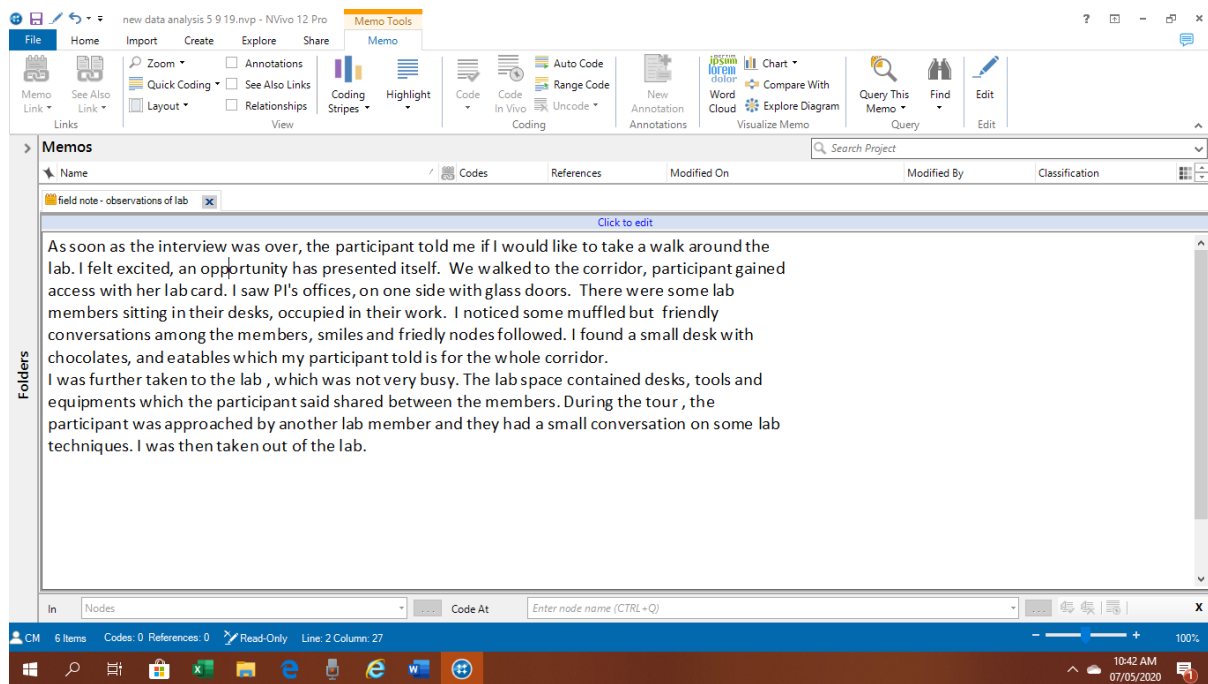 new data analysis 5 9 19.nvp - NVivo 12 Pro
Memo Tools
File Home Import Create Explore Share Memo
Memo Link
See Also Link
Links
Zoom
Quick Coding
Layout
Annotations
See Also Links
Relationships
View
Coding Stripes
Highlight
Code
Code In Vivo
Auto Code
Range Code
Uncode
Coding
New Annotation
Annotations
lorem
dolor
Word Cloud
Chart
Compare With
Explore Diagram
Visualize Memo
Query This Memo
Find
Query
Edit
Edit
Memos
Search Project
Name Codes References Modified On Modified By Classification
field note - observations of lab
Click to edit
As soon as the interview was over, the participant told me if I would like to take a walk around the
lab. I felt excited, an opportunity has presented itself. We walked to the corridor, participant gained
access with her lab card. I saw PI's offices, on one side with glass doors. There were some lab
members sitting in their desks, occupied in their work. I noticed some muffled but friendly
conversations among the members, smiles and friedly nodes followed. I found a small desk with
chocolates, and eatables which my participant told is for the whole corridor.
I was further taken to the lab , which was not very busy. The lab space contained desks, tools and
equipments which the participant said shared between the members. During the tour , the
participant was approached by another lab member and they had a small conversation on some lab
techniques. I was then taken out of the lab.
Folders
In Nodes ... Code At Enter node name (CTRL+Q) ... X
CM 6 Items Codes: 0 References: 0 Read-Only Line: 2 Column: 27 100%
10:42 AM
07/05/2020